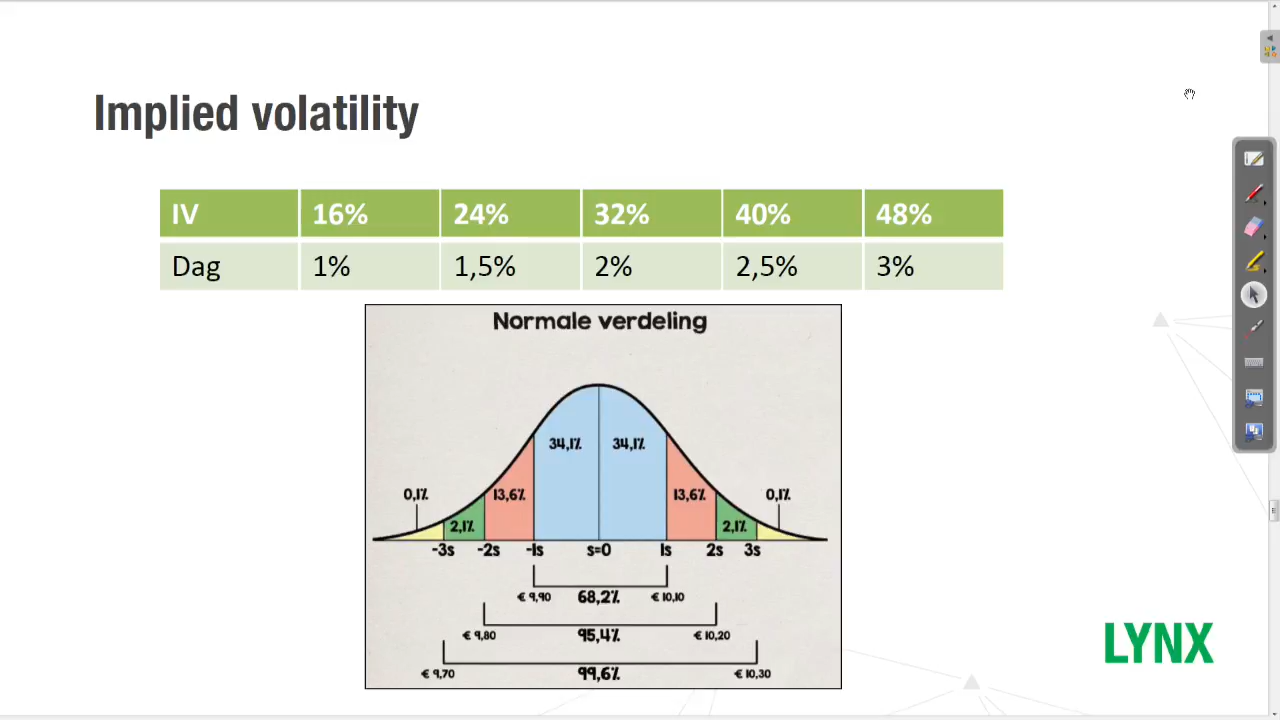 Implied volatility
IV 16% 24% 32% 40% 48%
Dag 1% 1,5% 2% 2,5% 3%
Normale verdeling
34,1% 34,1%
0,1% 13,6% 13,6% 0,1%
2,1% 2,1%
-3s -2s -1s s=0 1s 2s 3s
€ 9,90 68,2% € 10,10
€ 9,80 95,4% € 10,20
€ 9,70 99,6% € 10,30
LYNX